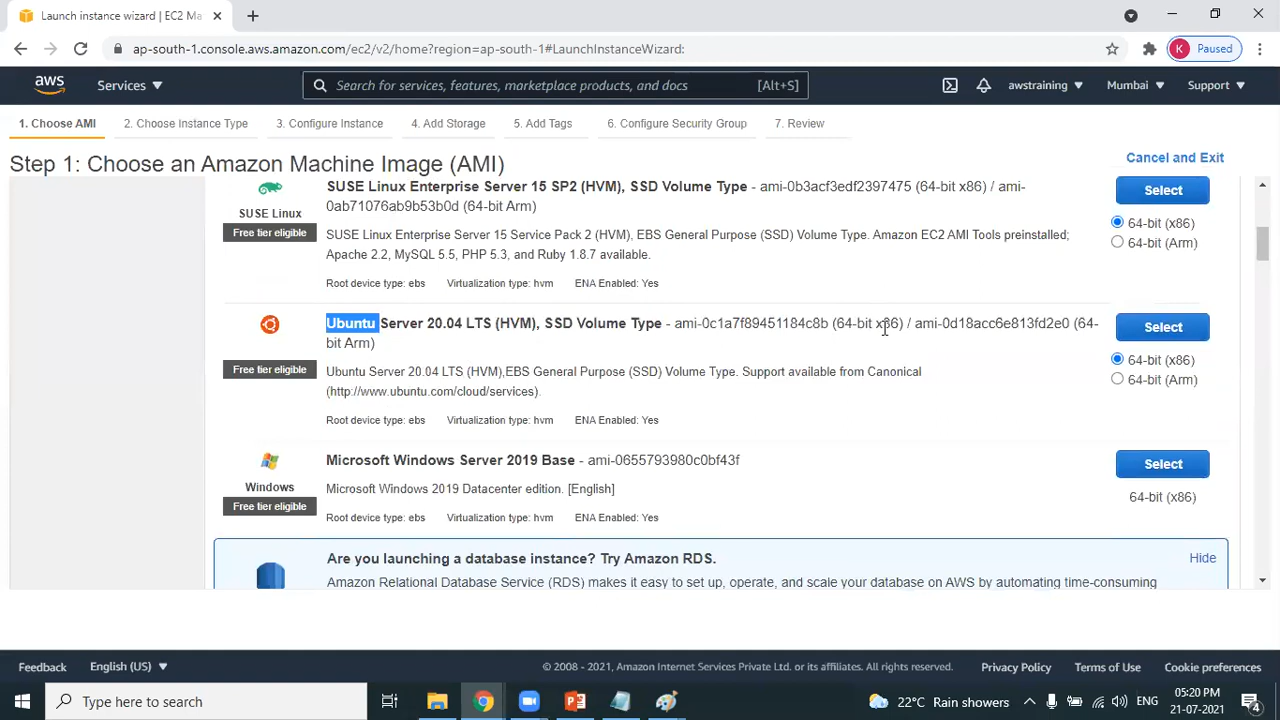 Launch instance wizard | EC2 Ma
ap-south-1.console.aws.amazon.com/ec2/v2/home?region=ap-south-1#LaunchInstanceWizard:
K Paused
aws
Services
Search for services, features, marketplace products, and docs [Alt+S]
awstraining
Mumbai
Support
1. Choose AMI
2. Choose Instance Type
3. Configure Instance
4. Add Storage
5. Add Tags
6. Configure Security Group
7. Review
Step 1: Choose an Amazon Machine Image (AMI)
Cancel and Exit
SUSE Linux
Free tier eligible
SUSE Linux Enterprise Server 15 SP2 (HVM), SSD Volume Type - ami-0b3acf3edf2397475 (64-bit x86) / ami-
0ab71076ab9b53b0d (64-bit Arm)
SUSE Linux Enterprise Server 15 Service Pack 2 (HVM), EBS General Purpose (SSD) Volume Type. Amazon EC2 AMI Tools preinstalled;
Apache 2.2, MySQL 5.5, PHP 5.3, and Ruby 1.8.7 available.
Root device type: ebs Virtualization type: hvm ENA Enabled: Yes
Select
64-bit (x86)
64-bit (Arm)
Free tier eligible
Ubuntu Server 20.04 LTS (HVM), SSD Volume Type - ami-0c1a7f89451184c8b (64-bit x86) / ami-0d18acc6e813fd2e0 (64-
bit Arm)
Ubuntu Server 20.04 LTS (HVM),EBS General Purpose (SSD) Volume Type. Support available from Canonical
(http://www.ubuntu.com/cloud/services).
Root device type: ebs Virtualization type: hvm ENA Enabled: Yes
Select
64-bit (x86)
64-bit (Arm)
Windows
Free tier eligible
Microsoft Windows Server 2019 Base - ami-0655793980c0bf43f
Microsoft Windows 2019 Datacenter edition. [English]
Root device type: ebs Virtualization type: hvm ENA Enabled: Yes
Select
64-bit (x86)
Are you launching a database instance? Try Amazon RDS.
Hide
Amazon Relational Database Service (RDS) makes it easy to set up, operate, and scale your database on AWS by automating time-consuming
Feedback
English (US)
© 2008 - 2021, Amazon Internet Services Private Ltd. or its affiliates. All rights reserved.
Privacy Policy
Terms of Use
Cookie preferences
Type here to search
22°C Rain showers
ENG
05:20 PM
21-07-2021
4